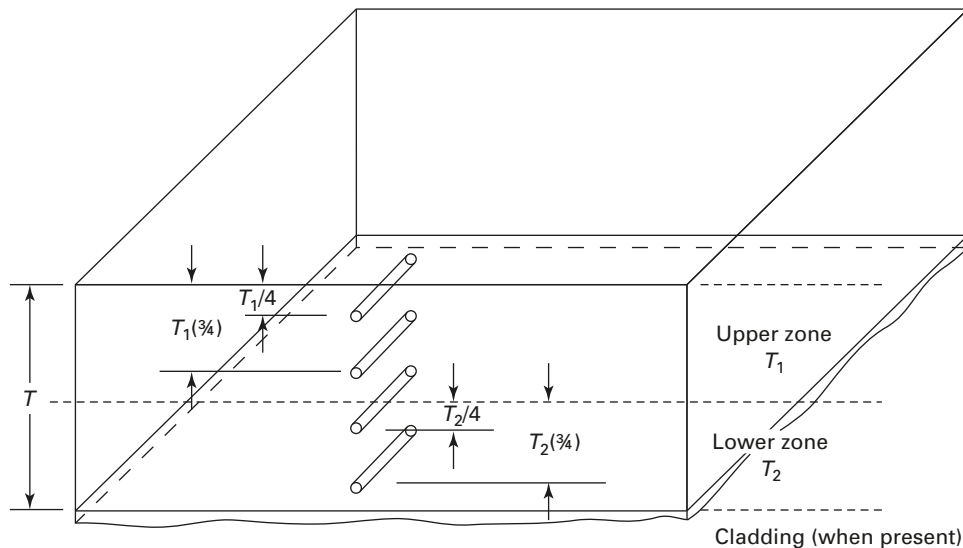 T₁/4
T₁(¾)
Upper zone
T₁
T
T₂/4
T₂(¾)
Lower zone
T₂
Cladding (when present)